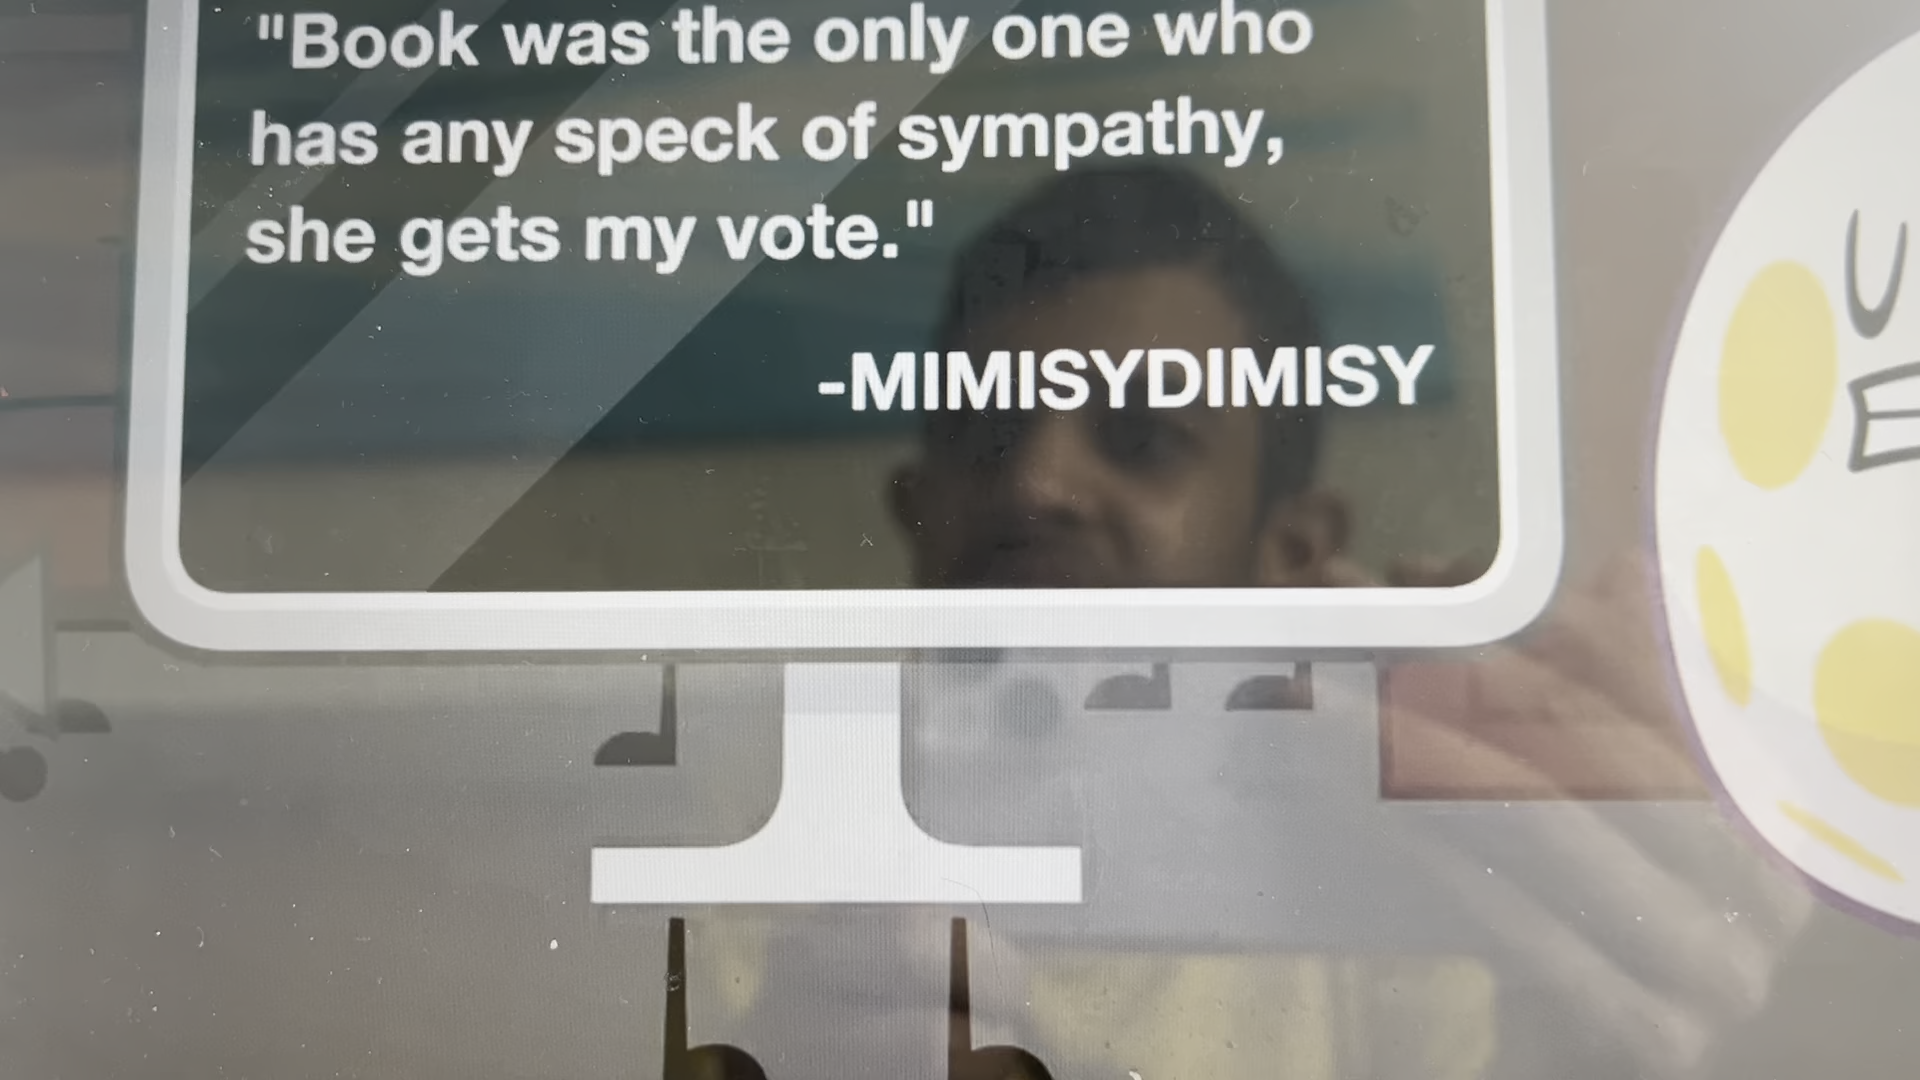 "Book was the only one who
has any speck of sympathy,
she gets my vote."
-MIMISYDIMISY